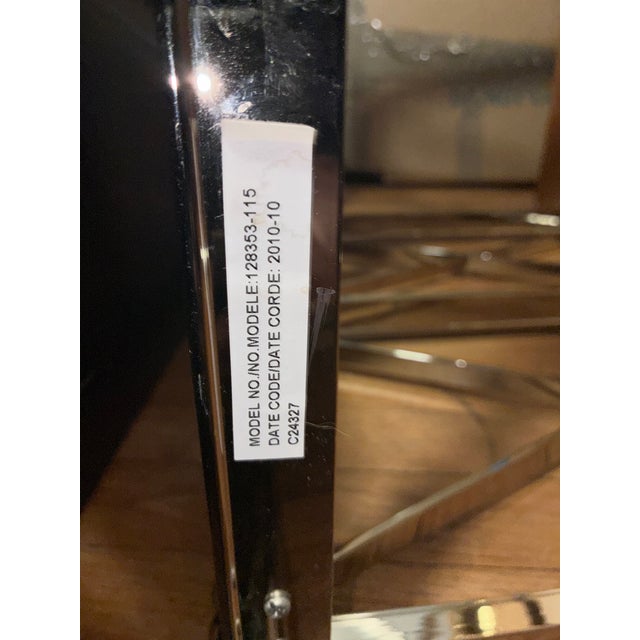 MODEL NO./NO.MODELE:128353-115
DATE CODE/DATE CORDE: 2010-10
C24327